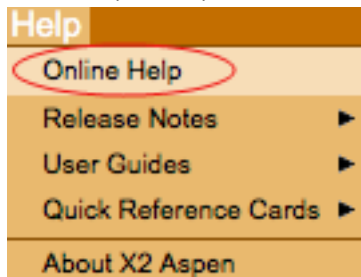 Help
Online Help
Release Notes
User Guides
Quick Reference Cards
About X2 Aspen